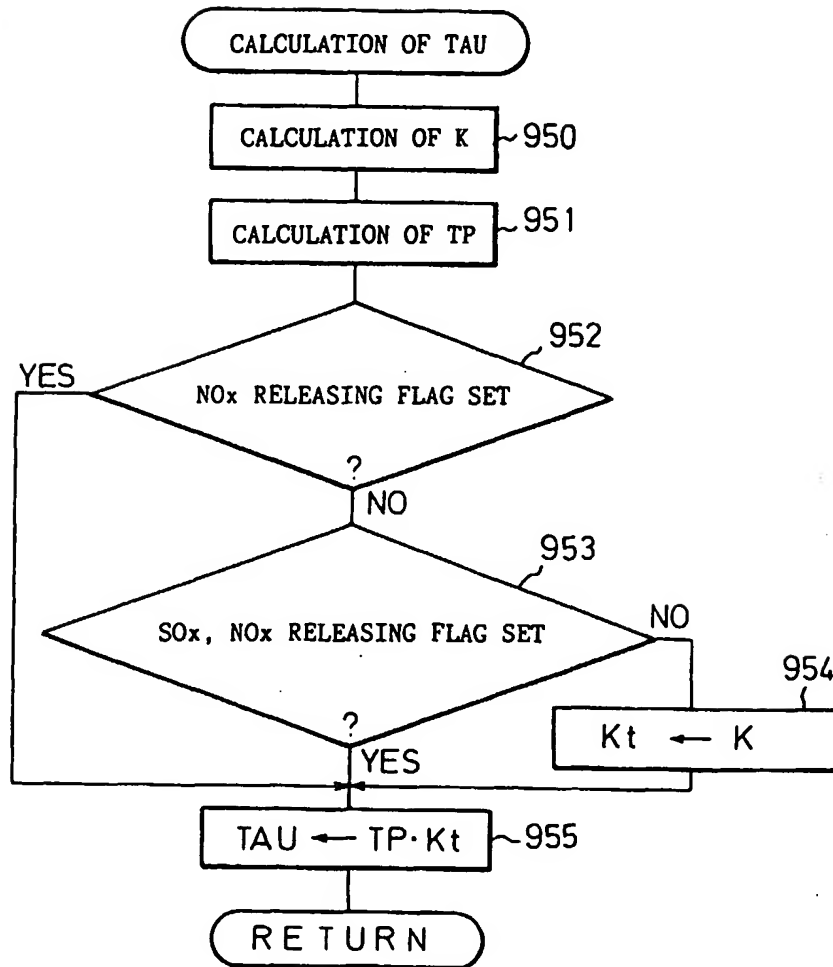 CALCULATION OF TAU
CALCULATION OF K
950
CALCULATION OF TP
951
952
YES
NOx RELEASING FLAG SET
?
NO
953
SOx, NOx RELEASING FLAG SET
NO
954
?
Kt ← K
YES
TAU ← TP·Kt
955
RETURN